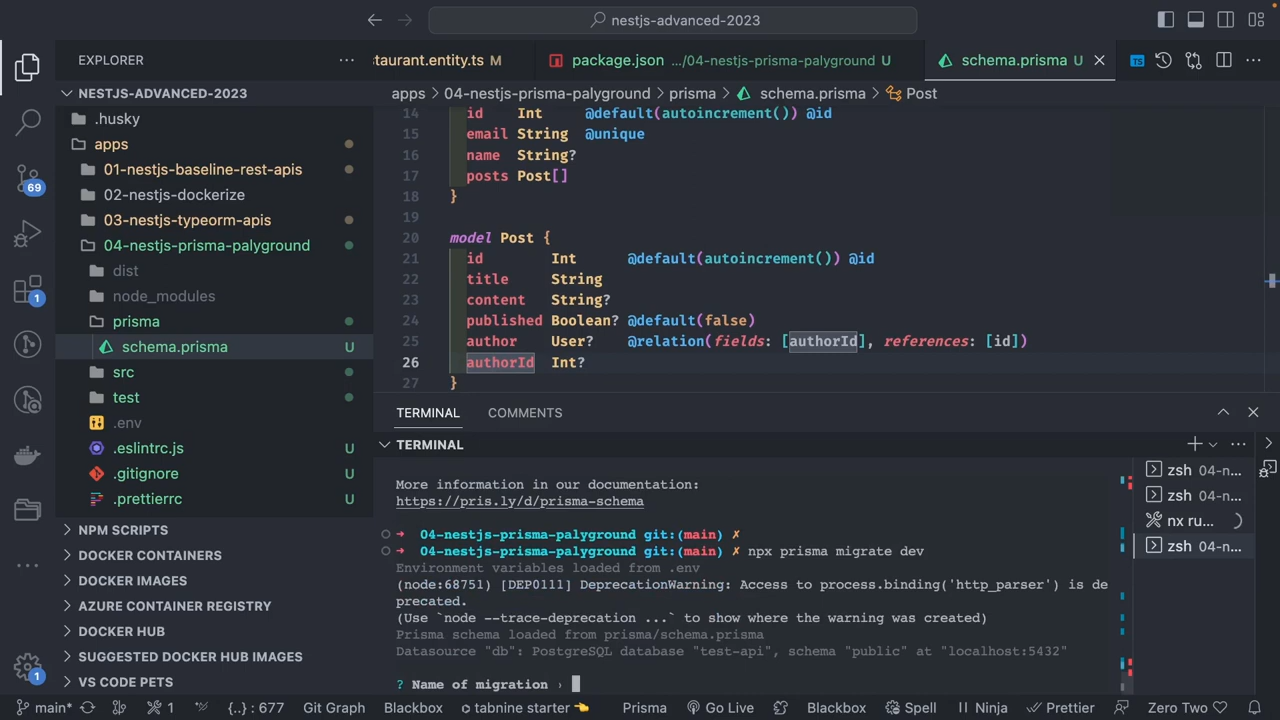 nestjs-advanced-2023
EXPLORER
staurant.entity.ts M
package.json .../04-nestjs-prisma-palyground U
schema.prisma U
NESTJS-ADVANCED-2023
.husky
apps
01-nestjs-baseline-rest-apis
02-nestjs-dockerize
03-nestjs-typeorm-apis
04-nestjs-prisma-palyground
dist
node_modules
prisma
schema.prisma U
src
test
.env
.eslintrc.js U
.gitignore U
.prettierrc U
NPM SCRIPTS
DOCKER CONTAINERS
DOCKER IMAGES
AZURE CONTAINER REGISTRY
DOCKER HUB
SUGGESTED DOCKER HUB IMAGES
VS CODE PETS
69
1
1
apps > 04-nestjs-prisma-palyground > prisma > schema.prisma > Post
14 id Int @default(autoincrement()) @id
15 email String @unique
16 name String?
17 posts Post[]
18 }
19
20 model Post {
21 id Int @default(autoincrement()) @id
22 title String
23 content String?
24 published Boolean? @default(false)
25 author User? @relation(fields: [authorId], references: [id])
26 authorId Int?
27 }
TERMINAL COMMENTS
TERMINAL
More information in our documentation:
https://pris.ly/d/prisma-schema
➜ 04-nestjs-prisma-palyground git:(main) ✗
➜ 04-nestjs-prisma-palyground git:(main) ✗ npx prisma migrate dev
Environment variables loaded from .env
(node:68751) [DEP0111] DeprecationWarning: Access to process.binding('http_parser') is de
precated.
(Use `node --trace-deprecation ...` to show where the warning was created)
Prisma schema loaded from prisma/schema.prisma
Datasource "db": PostgreSQL database "test-api", schema "public" at "localhost:5432"
? Name of migration ›
zsh 04-n...
zsh 04-n...
nx ru...
zsh 04-n...
main* 1 {..} : 677 Git Graph Blackbox tabnine starter 👈 Prisma Go Live Blackbox Spell Ninja Prettier Zero Two